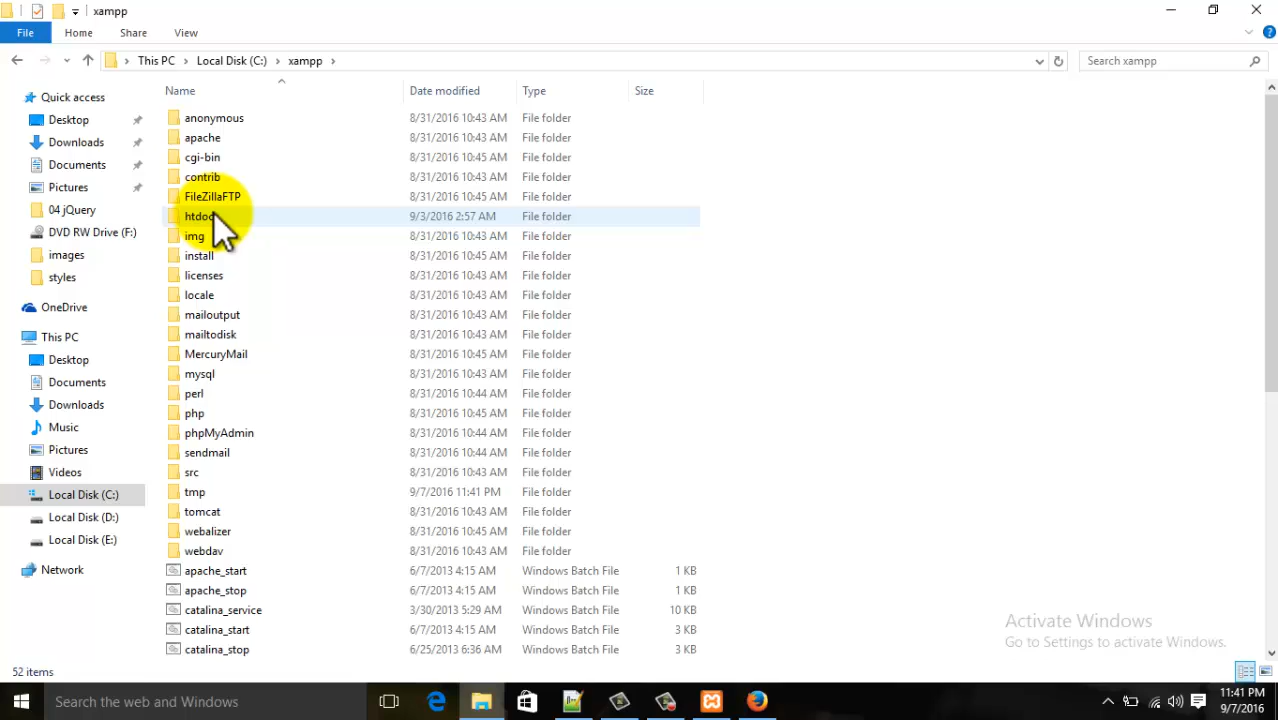 xampp
File Home Share View
This PC Local Disk (C:) xampp Search xampp
Name Date modified Type Size
Quick access
Desktop
Downloads
Documents
Pictures
04 jQuery
DVD RW Drive (F:)
images
styles
OneDrive
This PC
Desktop
Documents
Downloads
Music
Pictures
Videos
Local Disk (C:)
Local Disk (D:)
Local Disk (E:)
Network
anonymous 8/31/2016 10:43 AM File folder
apache 8/31/2016 10:43 AM File folder
cgi-bin 8/31/2016 10:45 AM File folder
contrib 8/31/2016 10:43 AM File folder
FileZillaFTP 8/31/2016 10:45 AM File folder
9/3/2016 2:57 AM File folder
img 8/31/2016 10:43 AM File folder
install 8/31/2016 10:45 AM File folder
licenses 8/31/2016 10:43 AM File folder
locale 8/31/2016 10:43 AM File folder
mailoutput 8/31/2016 10:43 AM File folder
mailtodisk 8/31/2016 10:43 AM File folder
MercuryMail 8/31/2016 10:45 AM File folder
mysql 8/31/2016 10:43 AM File folder
perl 8/31/2016 10:44 AM File folder
php 8/31/2016 10:45 AM File folder
phpMyAdmin 8/31/2016 10:44 AM File folder
sendmail 8/31/2016 10:44 AM File folder
src 8/31/2016 10:43 AM File folder
tmp 9/7/2016 11:41 PM File folder
tomcat 8/31/2016 10:43 AM File folder
webalizer 8/31/2016 10:45 AM File folder
webdav 8/31/2016 10:43 AM File folder
apache_start 6/7/2013 4:15 AM Windows Batch File 1 KB
apache_stop 6/7/2013 4:15 AM Windows Batch File 1 KB
catalina_service 3/30/2013 5:29 AM Windows Batch File 10 KB
catalina_start 6/7/2013 4:15 AM Windows Batch File 3 KB
catalina_stop 6/25/2013 6:36 AM Windows Batch File 3 KB
Activate Windows
Go to Settings to activate Windows.
52 items
Search the web and Windows
11:41 PM
9/7/2016